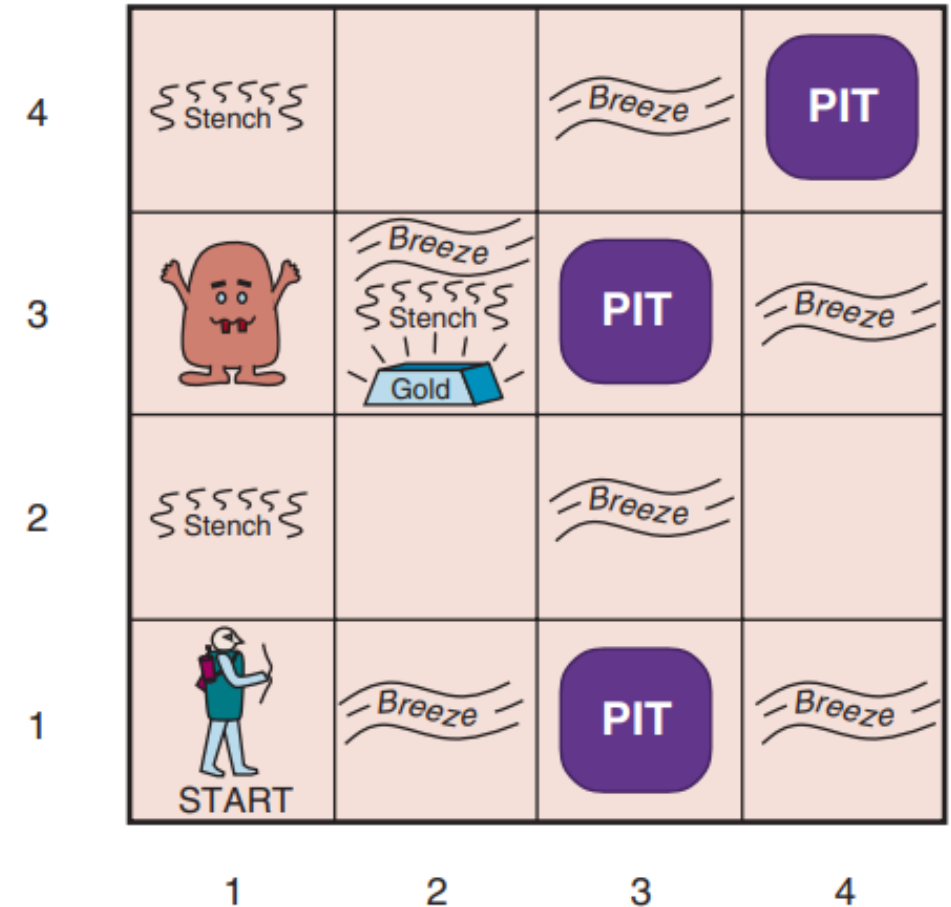 4
Stench
Breeze
PIT
3
Breeze
Stench
Gold
PIT
Breeze
2
Stench
Breeze
1
START
Breeze
PIT
Breeze
1 2 3 4